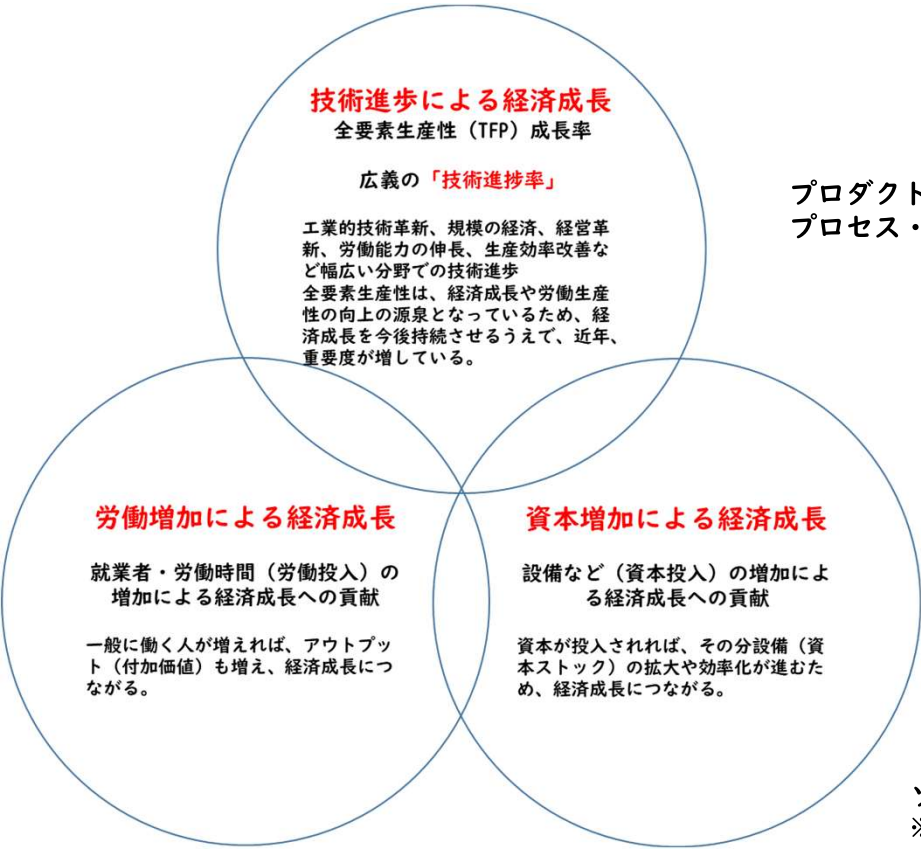 技術進歩による経済成長
全要素生産性（TFP）成長率
広義の「技術進捗率」
工業的技術革新、規模の経済、経営革
新、労働能力の伸長、生産効率改善な
ど幅広い分野での技術進歩
全要素生産性は、経済成長や労働生産
性の向上の源泉となっているため、経
済成長を今後持続させるうえで、近年、
重要度が増している。
プロダクト
プロセス・
労働増加による経済成長
就業者・労働時間（労働投入）の
増加による経済成長への貢献
一般に働く人が増えれば、アウトプッ
ト（付加価値）も増え、経済成長につ
ながる。
資本増加による経済成長
設備など（資本投入）の増加によ
る経済成長への貢献
資本が投入されれば、その分設備（資
本ストック）の拡大や効率化が進むた
め、経済成長につながる。
※